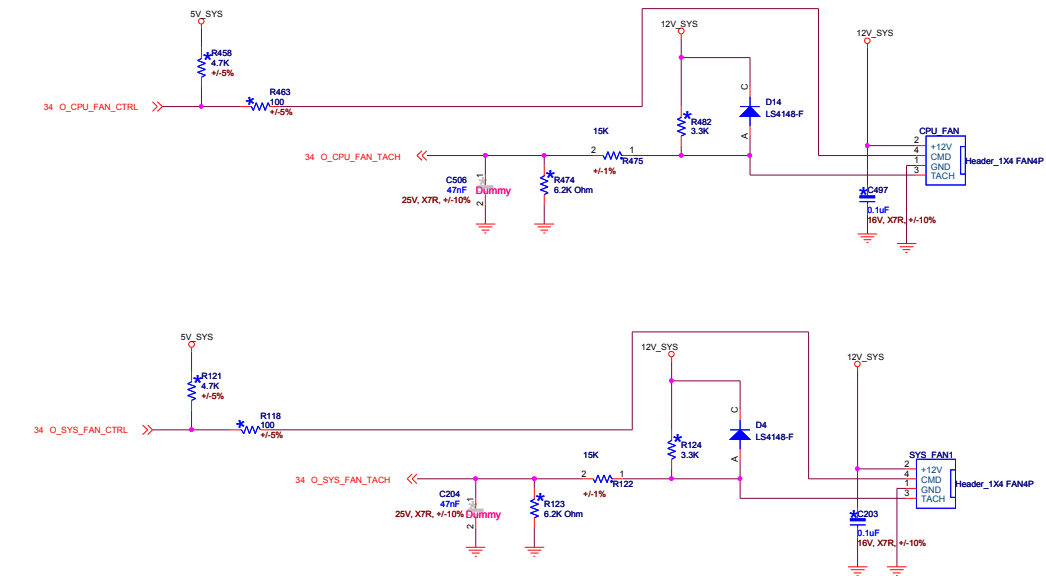 5V_SYS
R458
4.7K
+/-5%
34 O_CPU_FAN_CTRL
R463
100
+/-5%
12V_SYS
C
D14
LS4148-F
A
R482
3.3K
15K
34 O_CPU_FAN_TACH
2
1
R475
+/-1%
C506
47nF
25V, X7R, +/-10%
1
2
Dummy
R474
6.2K Ohm
12V_SYS
CPU_FAN
2 +12V
4 CMD
1 GND
3 TACH
Header_1X4 FAN4P
C497
0.1uF
16V, X7R, +/-10%
5V_SYS
R121
4.7K
+/-5%
34 O_SYS_FAN_CTRL
R118
100
+/-5%
12V_SYS
C
D4
LS4148-F
A
R124
3.3K
15K
34 O_SYS_FAN_TACH
2
1
R122
+/-1%
C204
47nF
25V, X7R, +/-10%
1
2
Dummy
R123
6.2K Ohm
12V_SYS
SYS_FAN1
2 +12V
4 CMD
1 GND
3 TACH
Header_1X4 FAN4P
C203
0.1uF
16V, X7R, +/-10%